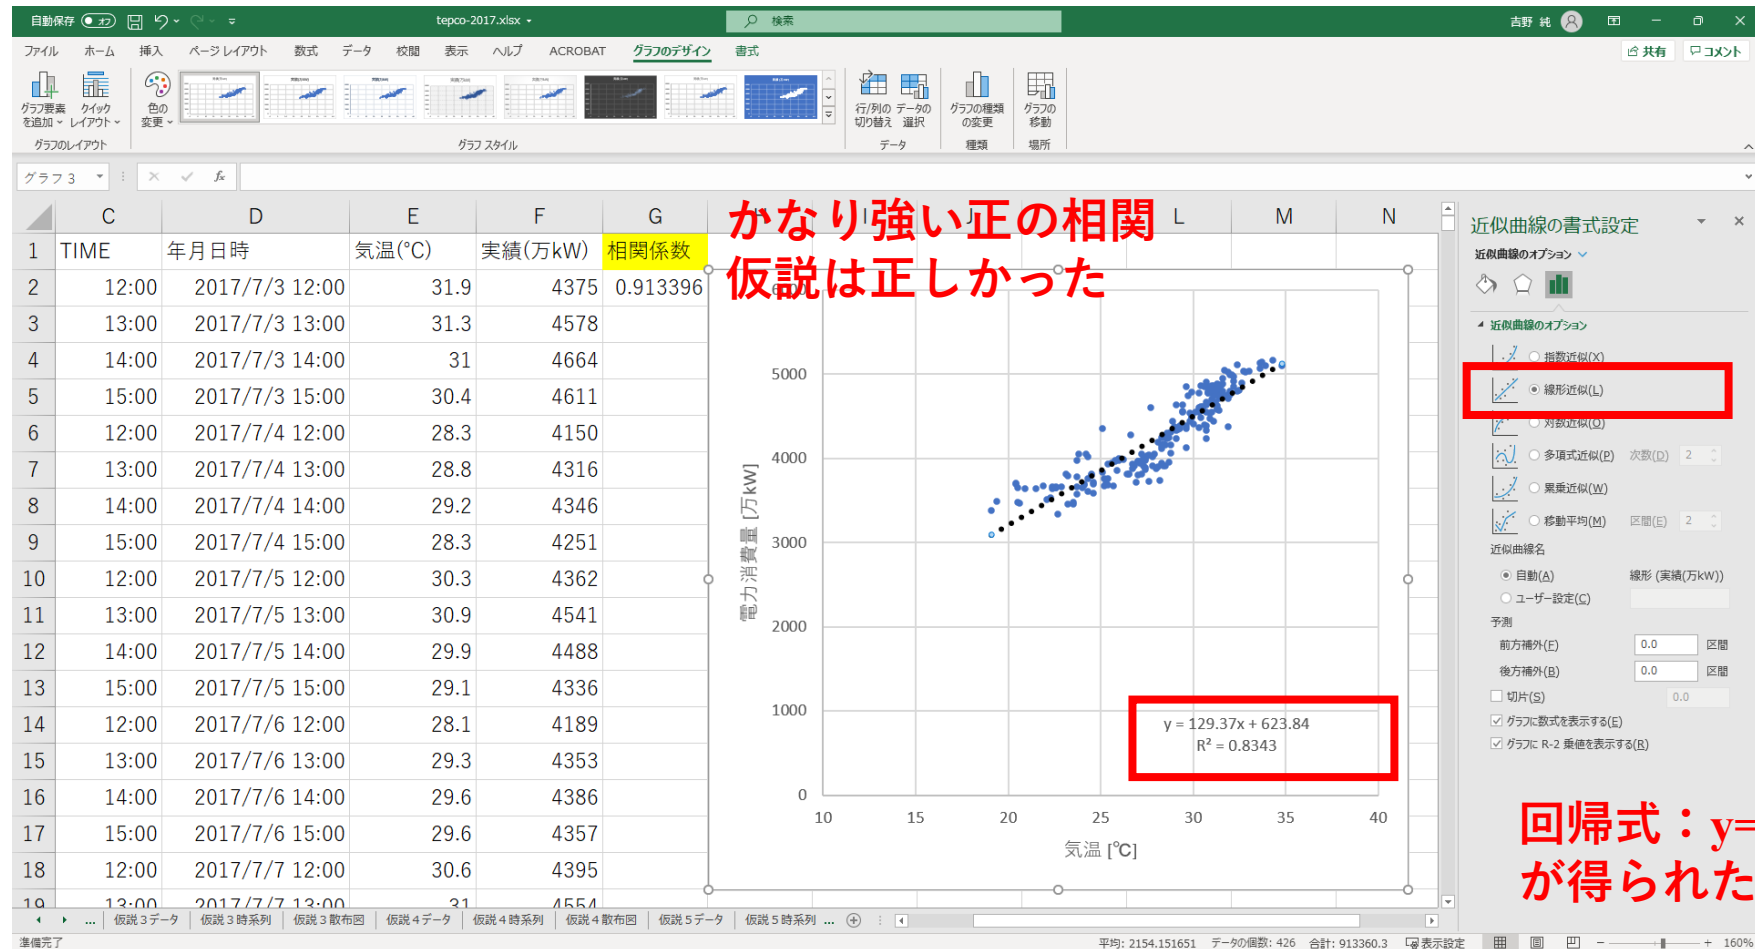 自動保存 オフ
tepco-2017.xlsx
検索
吉野 純
ファイル ホーム 挿入 ページ レイアウト 数式 データ 校閲 表示 ヘルプ ACROBAT グラフのデザイン 書式
共有 コメント
グラフ要素を追加 クイックレイアウト 色の変更 行/列の切り替え データの選択 グラフの種類の変更 グラフの移動
グラフのレイアウト グラフ スタイル データ 種類 場所
グラフ 3 fx
C D E F G I J L M N
かなり強い正の相関
仮説は正しかった
1 TIME 年月日時 気温(℃) 実績(万kW) 相関係数
2 12:00 2017/7/3 12:00 31.9 4375 0.913396
3 13:00 2017/7/3 13:00 31.3 4578
4 14:00 2017/7/3 14:00 31 4664
5 15:00 2017/7/3 15:00 30.4 4611
6 12:00 2017/7/4 12:00 28.3 4150
7 13:00 2017/7/4 13:00 28.8 4316
8 14:00 2017/7/4 14:00 29.2 4346
9 15:00 2017/7/4 15:00 28.3 4251
10 12:00 2017/7/5 12:00 30.3 4362
11 13:00 2017/7/5 13:00 30.9 4541
12 14:00 2017/7/5 14:00 29.9 4488
13 15:00 2017/7/5 15:00 29.1 4336
14 12:00 2017/7/6 12:00 28.1 4189
15 13:00 2017/7/6 13:00 29.3 4353
16 14:00 2017/7/6 14:00 29.6 4386
17 15:00 2017/7/6 15:00 29.6 4357
18 12:00 2017/7/7 12:00 30.6 4395
19 13:00 2017/7/7 13:00 31 4554
5000
4000
3000
2000
1000
0
電力消費量 [万kW]
10 15 20 25 30 35 40
気温 [℃]
y = 129.37x + 623.84
R² = 0.8343
近似曲線の書式設定
近似曲線のオプション
近似曲線のオプション
指数近似(X)
線形近似(L)
対数近似(O)
多項式近似(P) 次数(D) 2
累乗近似(W)
移動平均(M) 区間(E) 2
近似曲線名
自動(A) 線形 (実績(万kW))
ユーザー設定(C)
予測
前方補外(F) 0.0 区間
後方補外(B) 0.0 区間
切片(S) 0.0
グラフに数式を表示する(E)
グラフに R-2 乗値を表示する(R)
回帰式：y=
が得られた
... 仮説3データ 仮説3時系列 仮説3散布図 仮説4データ 仮説4時系列 仮説4散布図 仮説5データ 仮説5時系列 ...
準備完了 平均: 2154.151651 データの個数: 426 合計: 913360.3 表示設定 160%